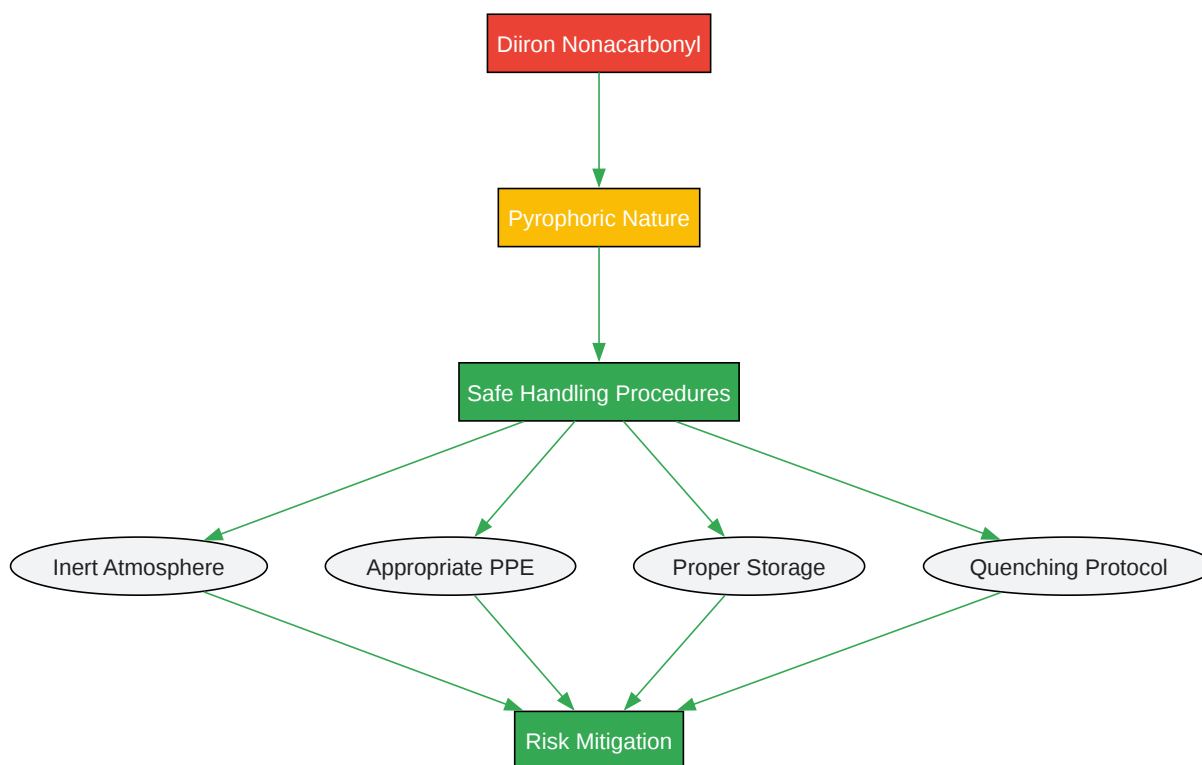 Diiron Nonacarbonyl
Pyrophoric Nature
Safe Handling Procedures
Inert Atmosphere
Appropriate PPE
Proper Storage
Quenching Protocol
Risk Mitigation